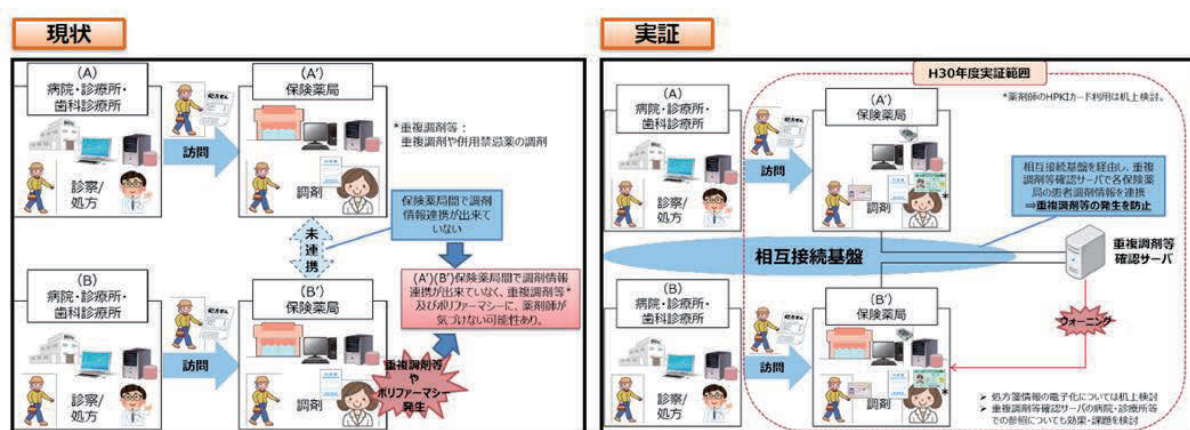 現状
(A)
病院・診療所・
歯科診療所
処方せん
訪問
診察/
処方
(A’)
保険薬局
調剤
*重複調剤等：
重複調剤や併用禁忌薬の調剤
未連携
保険薬局間で調剤
情報連携が出来て
いない
(A’)(B’)保険薬局間で調剤情報
連携が出来ていなく、重複調剤等*
及びポリファーマシーに、薬剤師が
気づけない可能性あり。
(B)
病院・診療所・
歯科診療所
処方せん
訪問
診察/
処方
(B’)
保険薬局
調剤
重複調剤等
や
ポリファーマシー
発生
実証
H30年度実証範囲
*薬剤師のHPKIカード利用は机上検討。
(A)
病院・診療所・
歯科診療所
処方せん
訪問
診察/
処方
(A’)
保険薬局
調剤
*
相互接続基盤を経由し、重複
調剤等確認サーバで各保険薬
局の患者調剤情報を連携
⇒重複調剤等の発生を防止
相互接続基盤
重複調剤等
確認サーバ
(B)
病院・診療所・
歯科診療所
処方せん
訪問
診察/
処方
(B’)
保険薬局
調剤
*
ウォーニング
➢ 処方箋情報の電子化については机上検討
➢ 重複調剤等確認サーバの病院・診療所等
での参照についても効果・課題を検討